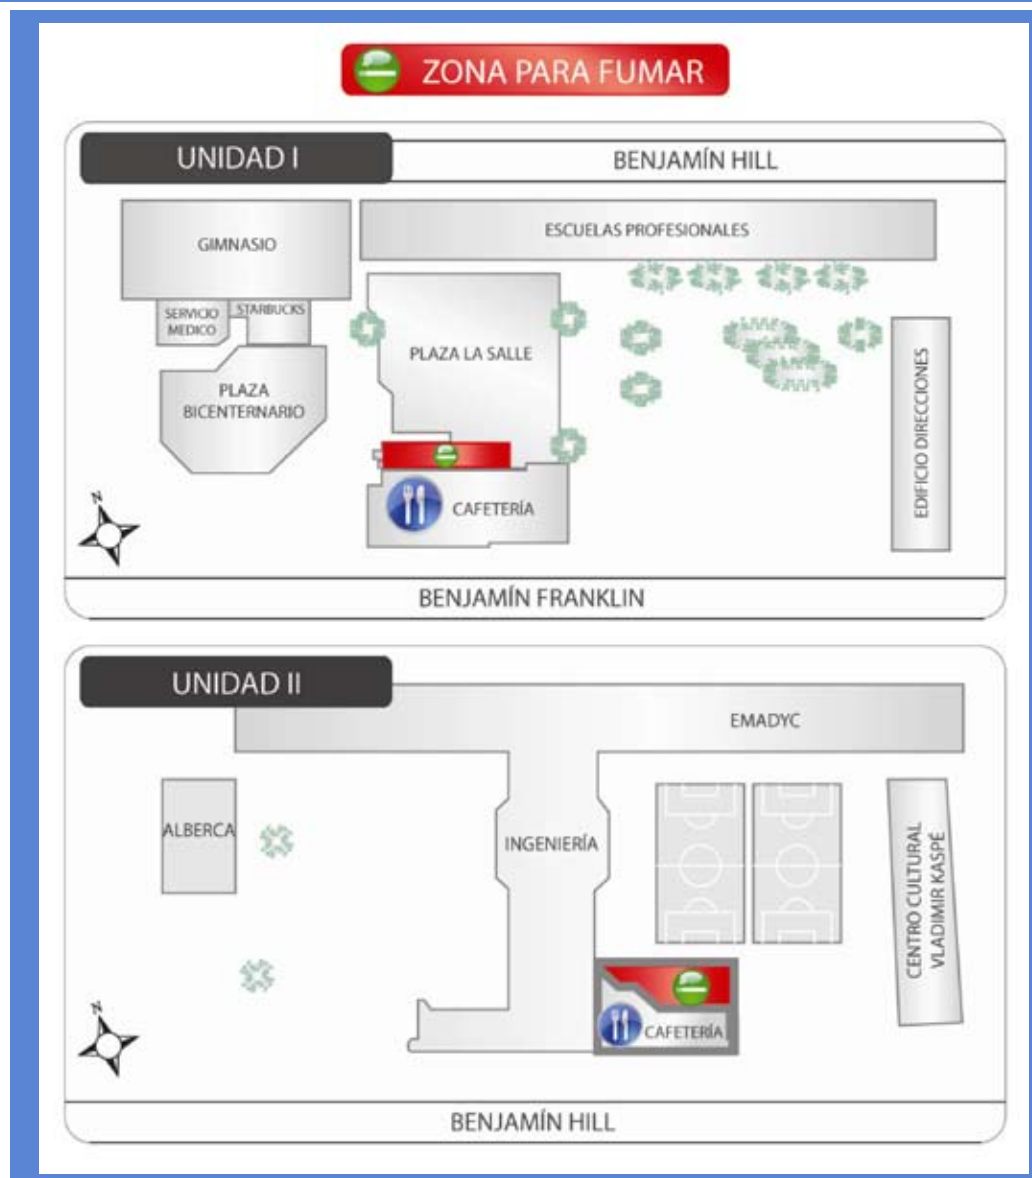 ZONA PARA FUMAR
UNIDAD I
BENJAMÍN HILL
GIMNASIO
ESCUELAS PROFESIONALES
SERVICIO
MEDICO
STARBUCKS
PLAZA LA SALLE
PLAZA
BICENTERNARIO
EDIFICIO DIRECCIONES
N
CAFETERÍA
BENJAMÍN FRANKLIN
UNIDAD II
EMADYC
ALBERCA
INGENIERÍA
CENTRO CULTURAL
VLADIMIR KASPÉ
N
CAFETERÍA
BENJAMÍN HILL